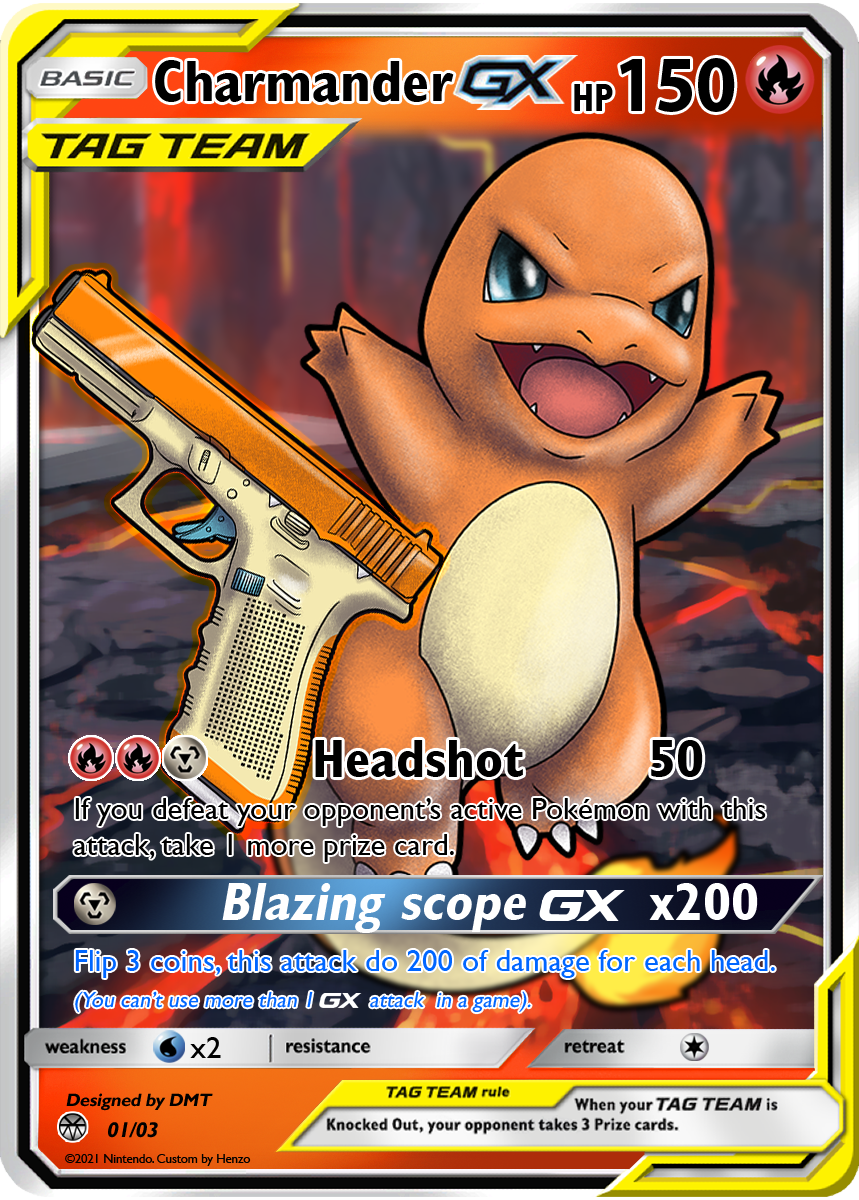 BASIC Charmander GX HP 150
TAG TEAM
Headshot 50
If you defeat your opponent's active Pokémon with this
attack, take 1 more prize card.
Blazing scope GX x200
Flip 3 coins, this attack do 200 of damage for each head.
(You can't use more than 1 GX attack in a game).
weakness x2 resistance retreat
Designed by DMT
01/03
©2021 Nintendo. Custom by Henzo
TAG TEAM rule
When your TAG TEAM is
Knocked Out, your opponent takes 3 Prize cards.